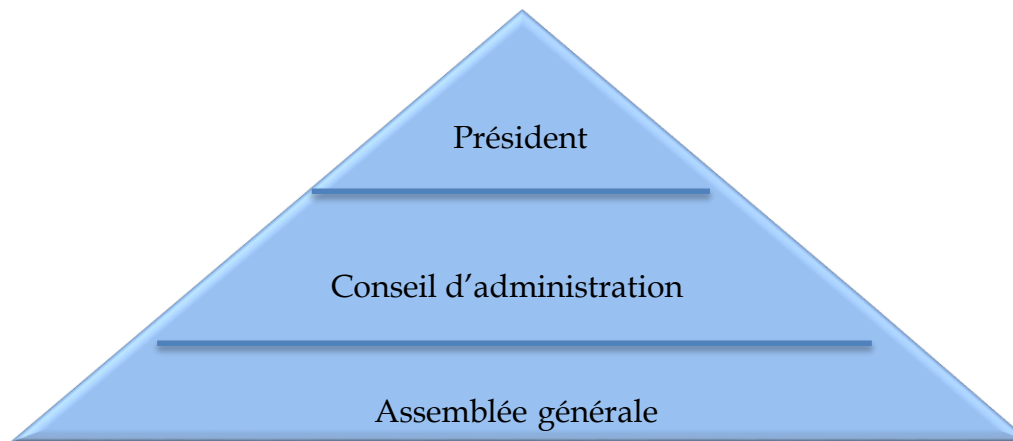 Président
Conseil d’administration
Assemblée générale